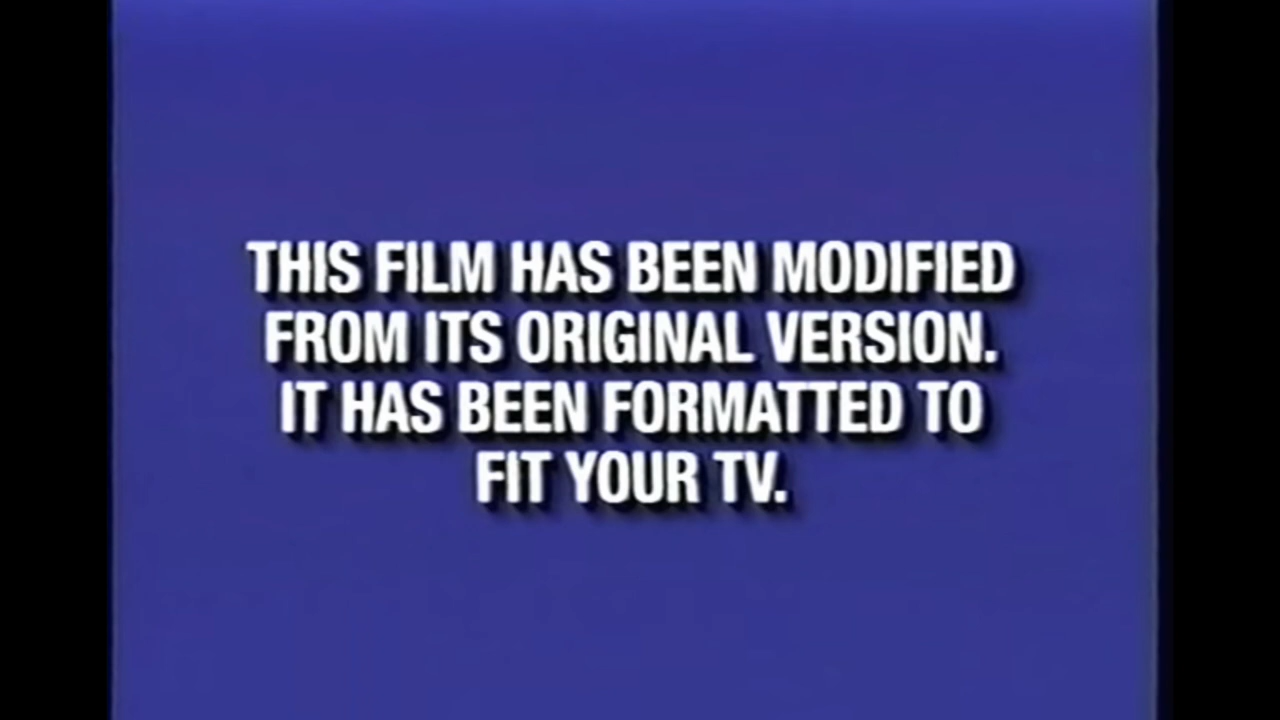 THIS FILM HAS BEEN MODIFIED
FROM ITS ORIGINAL VERSION.
IT HAS BEEN FORMATTED TO
FIT YOUR TV.